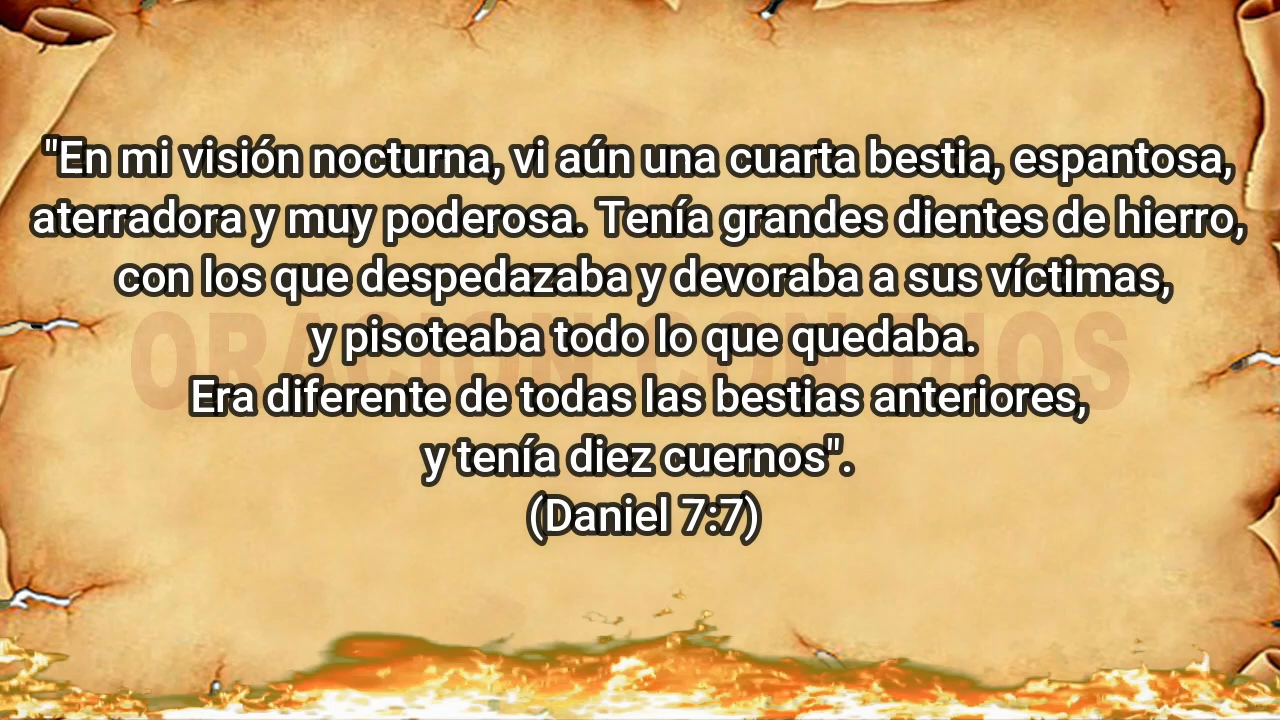 "En mi visión nocturna, vi aún una cuarta bestia, espantosa,
aterradora y muy poderosa. Tenía grandes dientes de hierro,
con los que despedazaba y devoraba a sus víctimas,
y pisoteaba todo lo que quedaba.
ORACION CON DIOS
Era diferente de todas las bestias anteriores,
y tenía diez cuernos".
(Daniel 7:7)